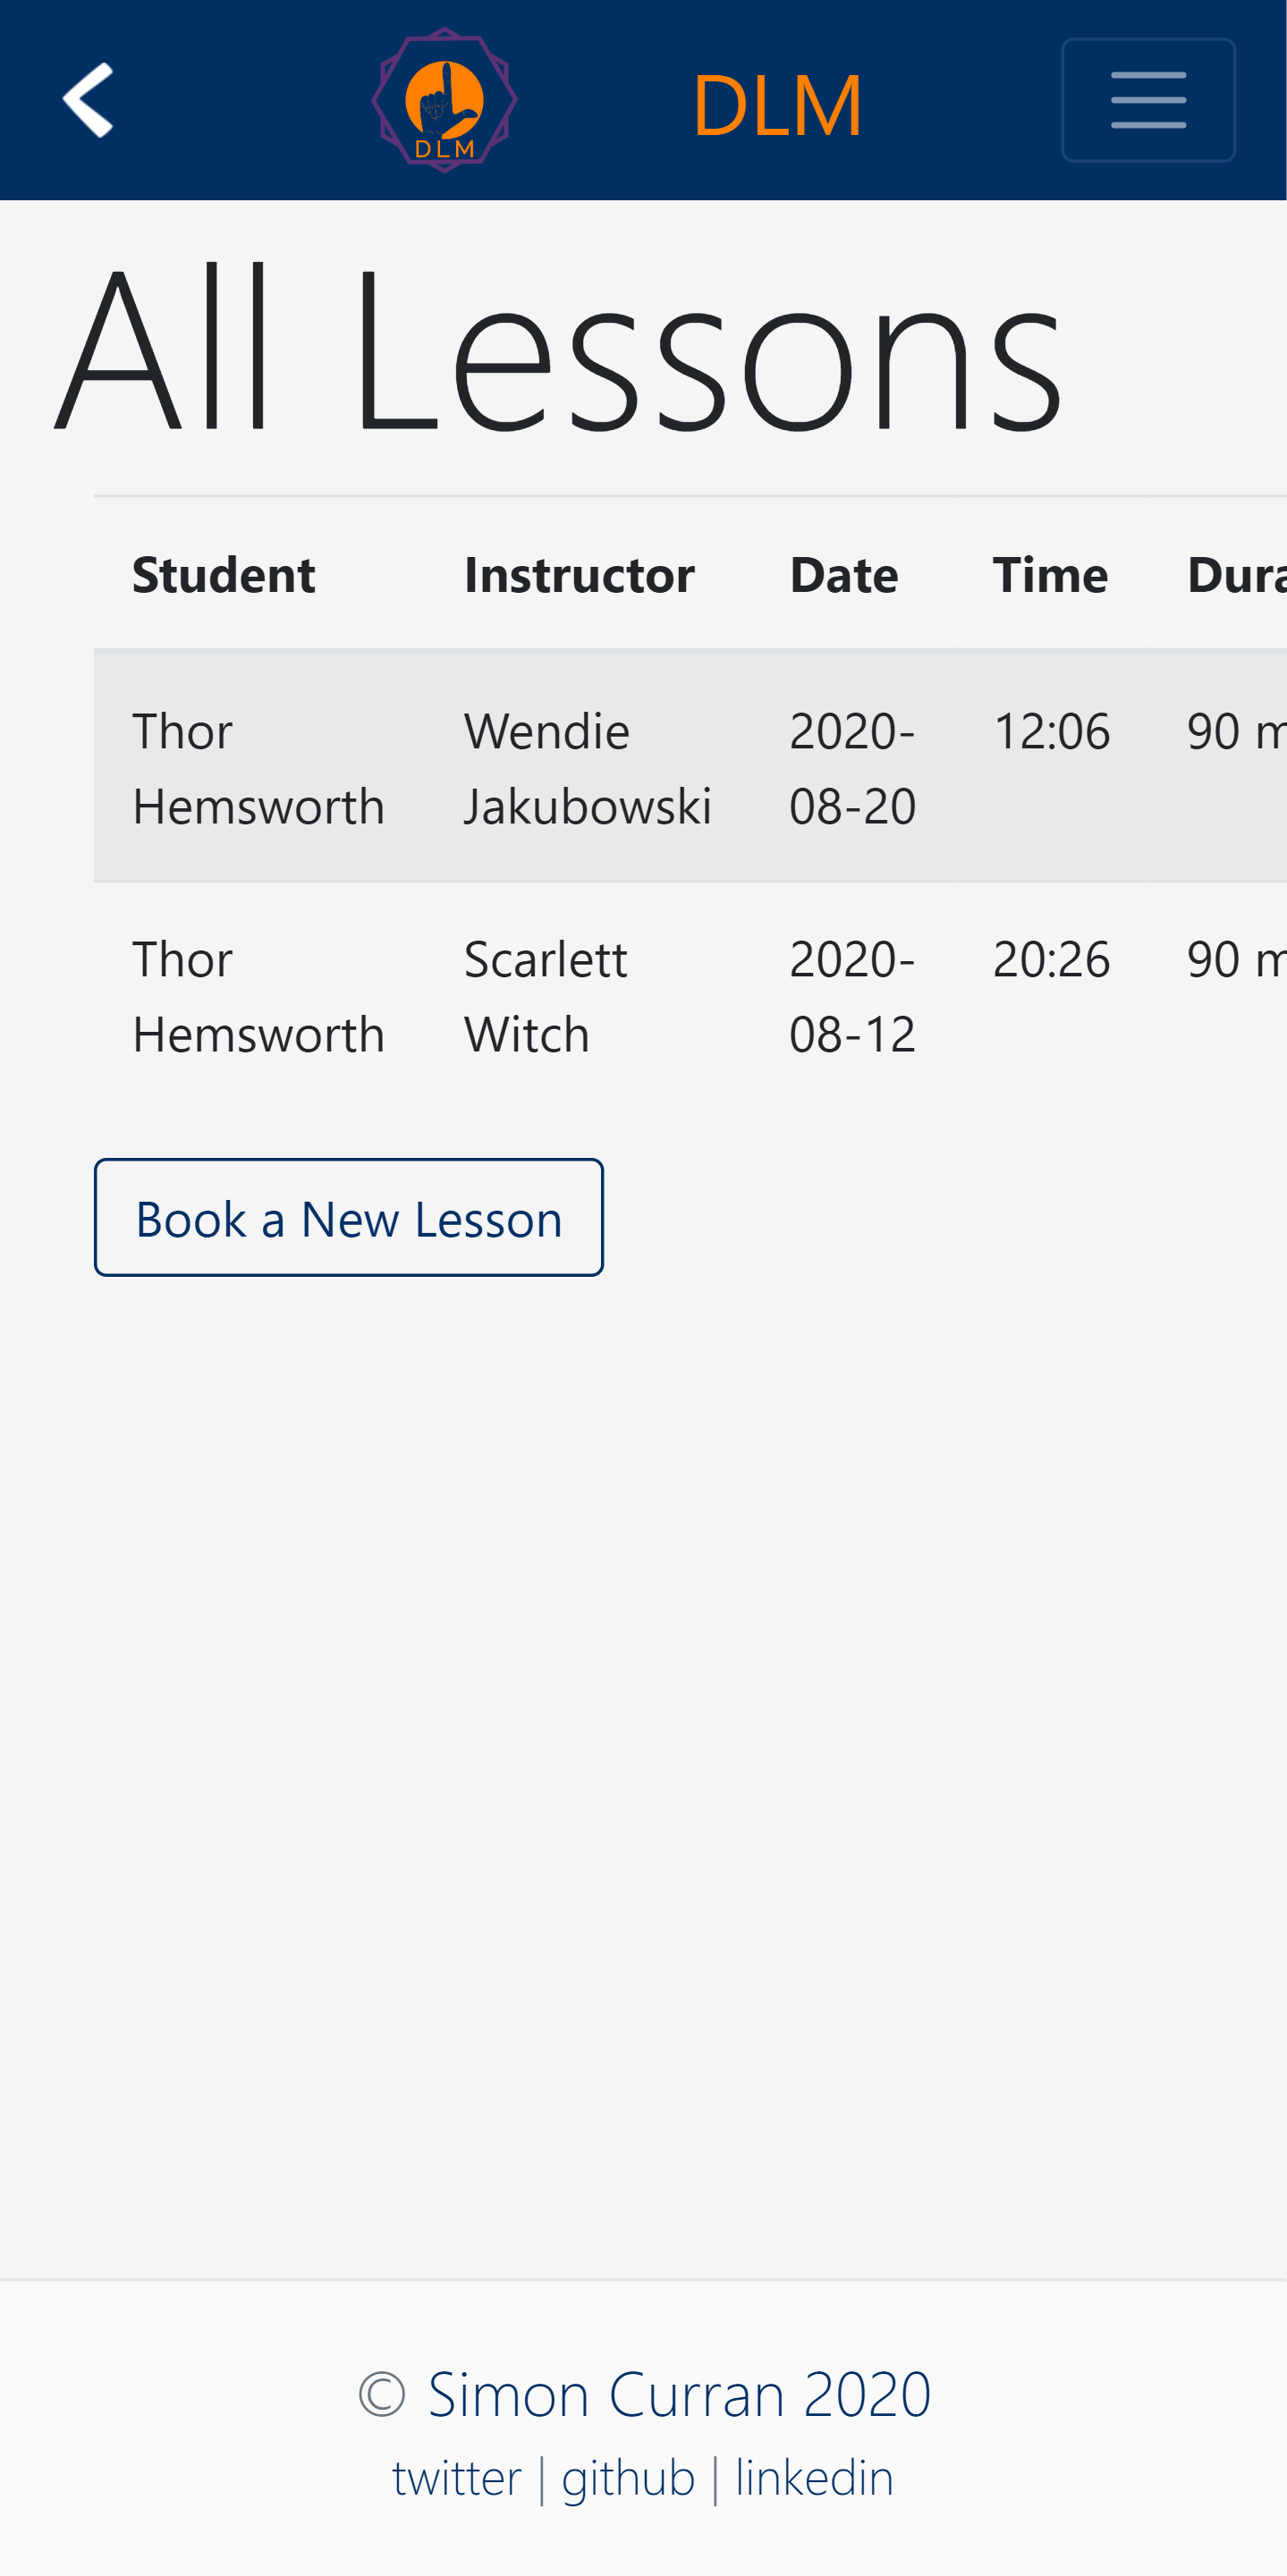 DLM
DLM
All Lessons
Student Instructor Date Time Dura
Thor Wendie 2020- 12:06 90 m
Hemsworth Jakubowski 08-20
Thor Scarlett 2020- 20:26 90 m
Hemsworth Witch 08-12
Book a New Lesson
© Simon Curran 2020
twitter | github | linkedin